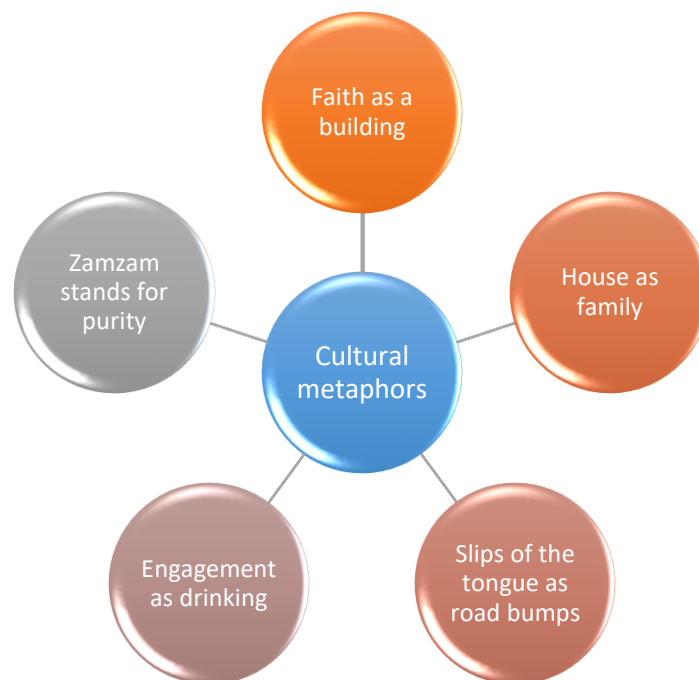 Faith as a
building
Zamzam
stands for
purity
House as
family
Cultural
metaphors
Engagement
as drinking
Slips of the
tongue as
road bumps